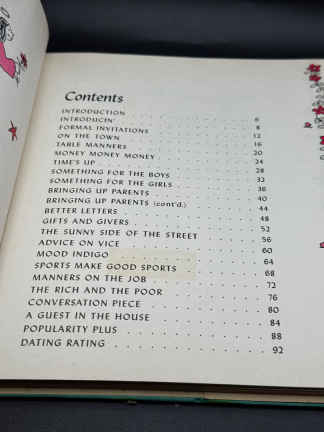 Contents
INTRODUCTION . . . . . . . . . . 6
INTRODUCIN' . . . . . . . . . . 8
FORMAL INVITATIONS . . . . . . . . . . 12
ON THE TOWN . . . . . . . . . . 16
TABLE MANNERS . . . . . . . . . . 20
MONEY MONEY MONEY . . . . . . . . . . 24
TIME'S UP . . . . . . . . . . 28
SOMETHING FOR THE BOYS . . . . . . . . . . 32
SOMETHING FOR THE GIRLS . . . . . . . . . . 36
BRINGING UP PARENTS . . . . . . . . . . 40
BRINGING UP PARENTS (cont'd.) . . . . . . . . 44
BETTER LETTERS . . . . . . . . . . 48
GIFTS AND GIVERS . . . . . . . . . . 52
THE SUNNY SIDE OF THE STREET . . . . . . 56
ADVICE ON VICE . . . . . . . . . . 60
MOOD INDIGO . . . . . . . . . . 64
SPORTS MAKE GOOD SPORTS . . . . . . . . 68
MANNERS ON THE JOB . . . . . . . . . . 72
THE RICH AND THE POOR . . . . . . . . 76
CONVERSATION PIECE . . . . . . . . . . 80
A GUEST IN THE HOUSE . . . . . . . . . . 84
POPULARITY PLUS . . . . . . . . . . 88
DATING RATING . . . . . . . . . . 92